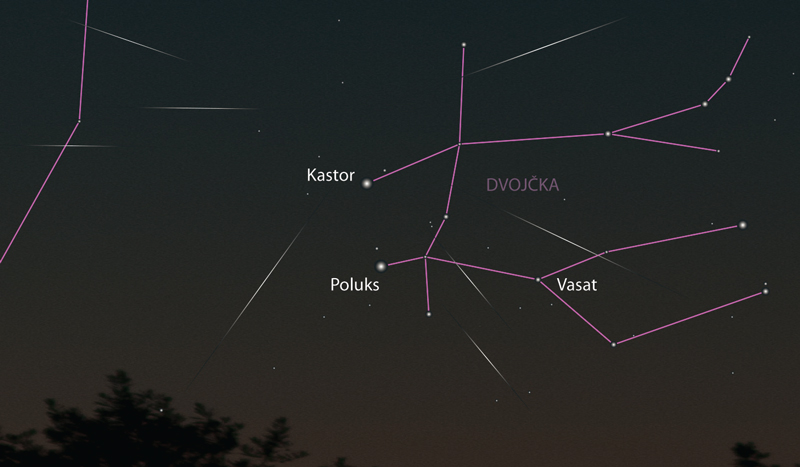 Kastor
DVOJČKA
Poluks
Vasat